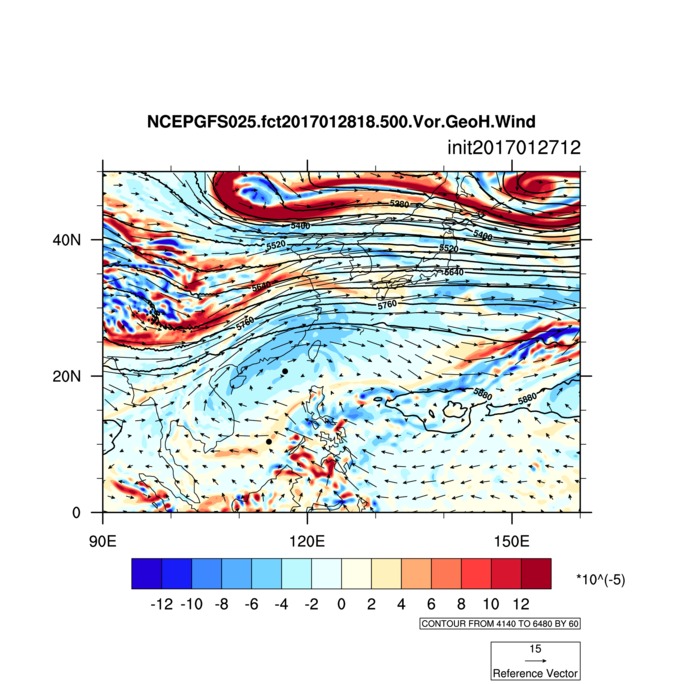 NCEPGFS025.fct2017012818.500.Vor.GeoH.Wind
init2017012712
5380
5400
5400
40N
5520
5520
5640
5640
5760
5760
20N
5880
5880
0
90E 120E 150E
-12 -10 -8 -6 -4 -2 0 2 4 6 8 10 12
*10^(-5)
CONTOUR FROM 4140 TO 6480 BY 60
15
Reference Vector